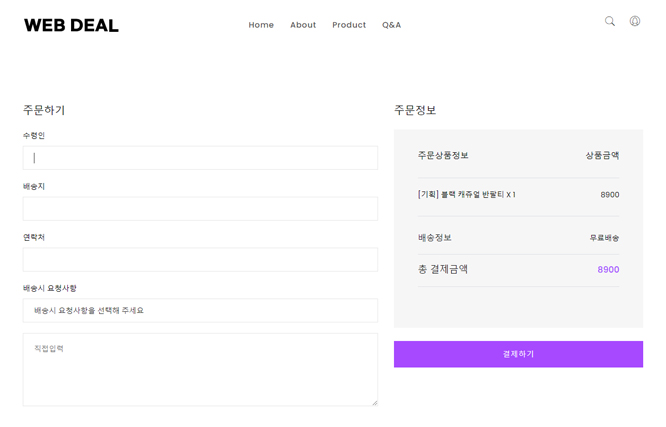 WEB DEAL
Home About Product Q&A
주문하기
수령인
배송지
연락처
배송시 요청사항
배송시 요청사항을 선택해 주세요
직접입력
주문정보
주문상품정보 상품금액
[기획] 블랙 캐쥬얼 반팔티 X 1 8900
배송정보 무료배송
총 결제금액 8900
결제하기